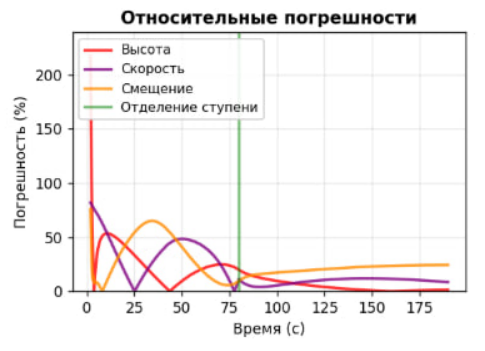 Относительные погрешности
Высота
Скорость
Смещение
Отделение ступени
Погрешность (%)
200
150
100
50
0
0 25 50 75 100 125 150 175
Время (с)